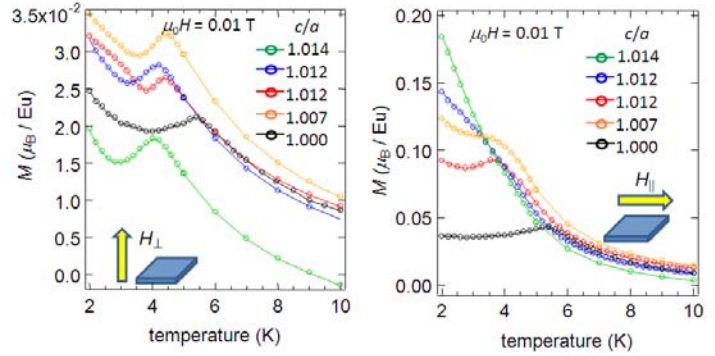 3.5x10⁻²
3.0
2.5
2.0
1.5
1.0
0.5
0.0
M (μB / Eu)
μ₀H = 0.01 T
c/a
1.014
1.012
1.012
1.007
1.000
H⊥
2 4 6 8 10
temperature (K)
0.20
0.15
0.10
0.05
0.00
M (μB / Eu)
μ₀H = 0.01 T
c/a
1.014
1.012
1.012
1.007
1.000
H||
2 4 6 8 10
temperature (K)